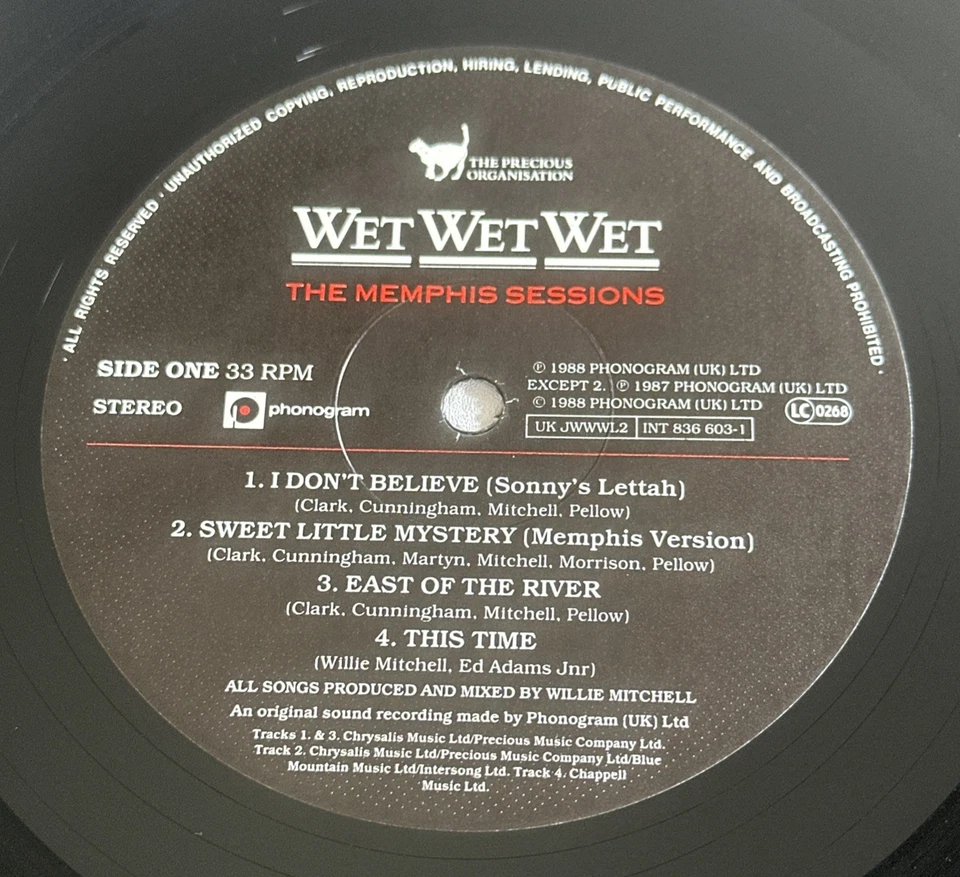 · ALL RIGHTS RESERVED · UNAUTHORIZED COPYING, REPRODUCTION, HIRING, LENDING, PUBLIC PERFORMANCE AND BROADCASTING PROHIBITED ·
THE PRECIOUS
ORGANISATION
WET WET WET
THE MEMPHIS SESSIONS
SIDE ONE 33 RPM
STEREO
phonogram
℗ 1988 PHONOGRAM (UK) LTD
EXCEPT 2. ℗ 1987 PHONOGRAM (UK) LTD
© 1988 PHONOGRAM (UK) LTD
LC 0268
UK JWWWL2 INT 836 603-1
1. I DON'T BELIEVE (Sonny's Lettah)
(Clark, Cunningham, Mitchell, Pellow)
2. SWEET LITTLE MYSTERY (Memphis Version)
(Clark, Cunningham, Martyn, Mitchell, Morrison, Pellow)
3. EAST OF THE RIVER
(Clark, Cunningham, Mitchell, Pellow)
4. THIS TIME
(Willie Mitchell, Ed Adams Jnr)
ALL SONGS PRODUCED AND MIXED BY WILLIE MITCHELL
An original sound recording made by Phonogram (UK) Ltd
Tracks 1. & 3. Chrysalis Music Ltd/Precious Music Company Ltd.
Track 2. Chrysalis Music Ltd/Precious Music Company Ltd/Blue
Mountain Music Ltd/Intersong Ltd. Track 4. Chappell
Music Ltd.